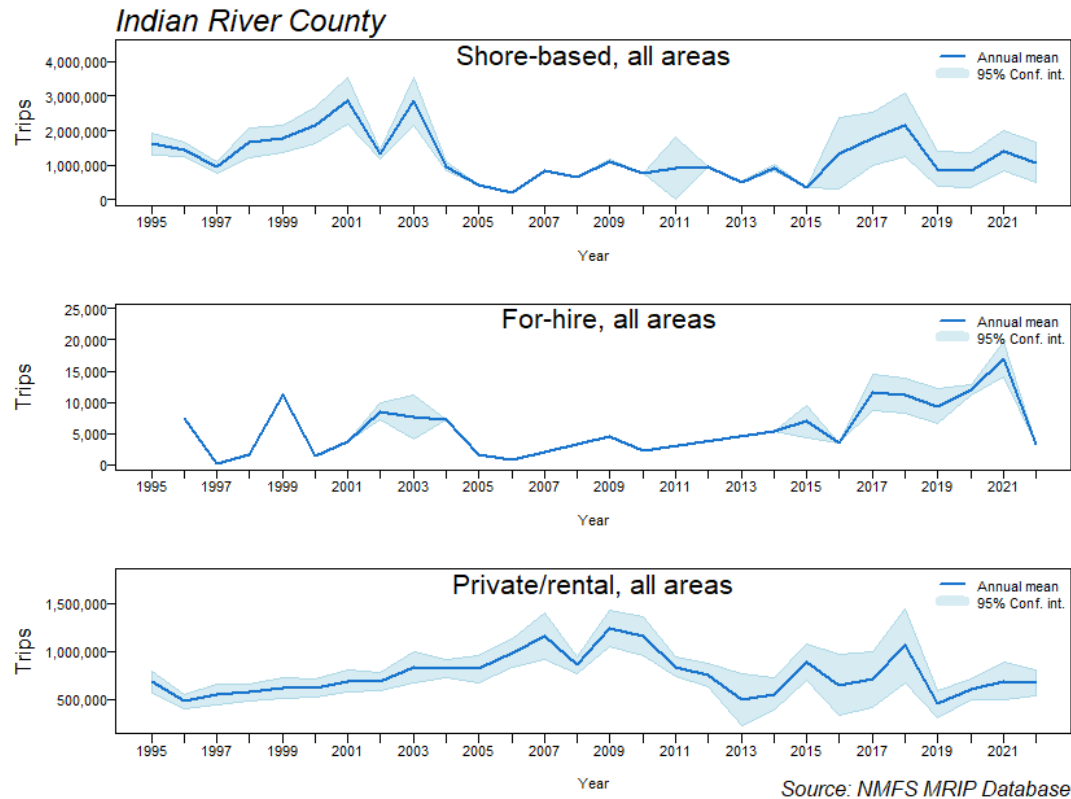 Indian River County
Shore-based, all areas
Annual mean
95% Conf. int.
Trips
4,000,000
3,000,000
2,000,000
1,000,000
0
1995 1997 1999 2001 2003 2005 2007 2009 2011 2013 2015 2017 2019 2021
Year
For-hire, all areas
Annual mean
95% Conf. int.
Trips
25,000
20,000
15,000
10,000
5,000
0
1995 1997 1999 2001 2003 2005 2007 2009 2011 2013 2015 2017 2019 2021
Year
Private/rental, all areas
Annual mean
95% Conf. int.
Trips
1,500,000
1,000,000
500,000
1995 1997 1999 2001 2003 2005 2007 2009 2011 2013 2015 2017 2019 2021
Year
Source: NMFS MRIP Database